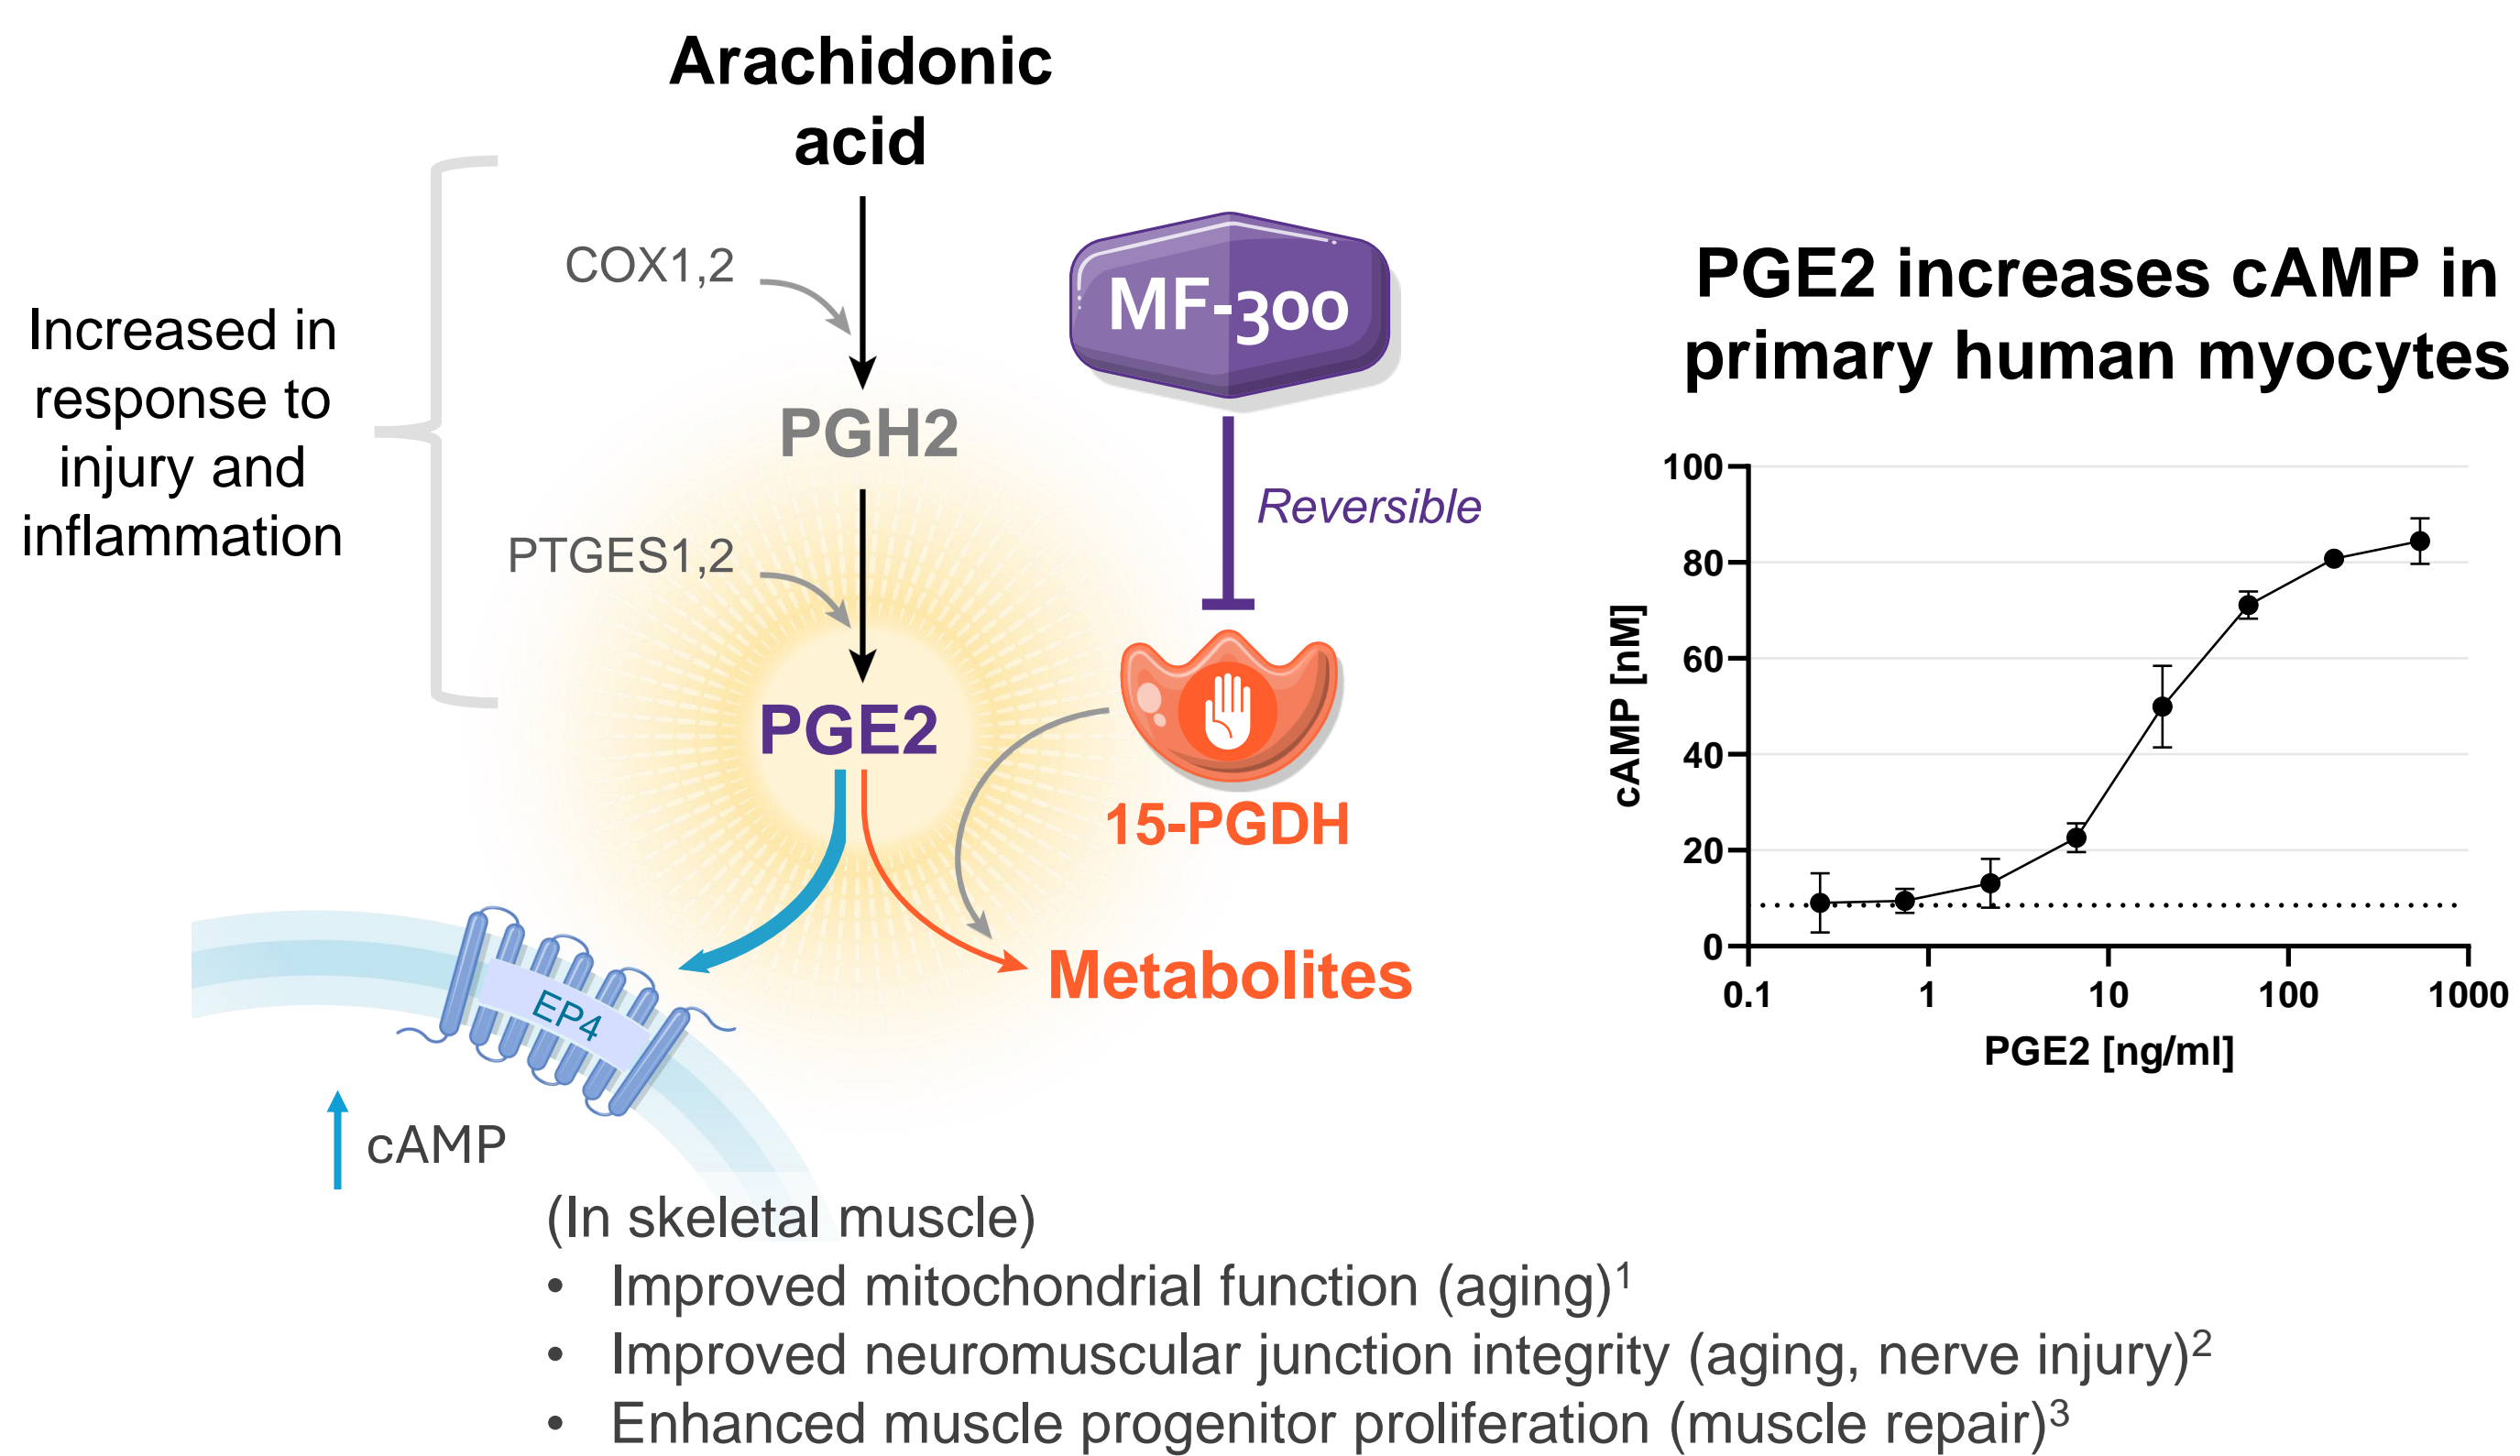 Arachidonic
acid
COX1,2
MF-300
Increased in
response to
injury and
inflammation
PGH2
Reversible
PTGES1,2
PGE2
15-PGDH
Metabolites
EP4
cAMP
(In skeletal muscle)
• Improved mitochondrial function (aging)1
• Improved neuromuscular junction integrity (aging, nerve injury)2
• Enhanced muscle progenitor proliferation (muscle repair)3
PGE2 increases cAMP in
primary human myocytes
100
80
60
40
20
0
cAMP [nM]
0.1 1 10 100 1000
PGE2 [ng/ml]